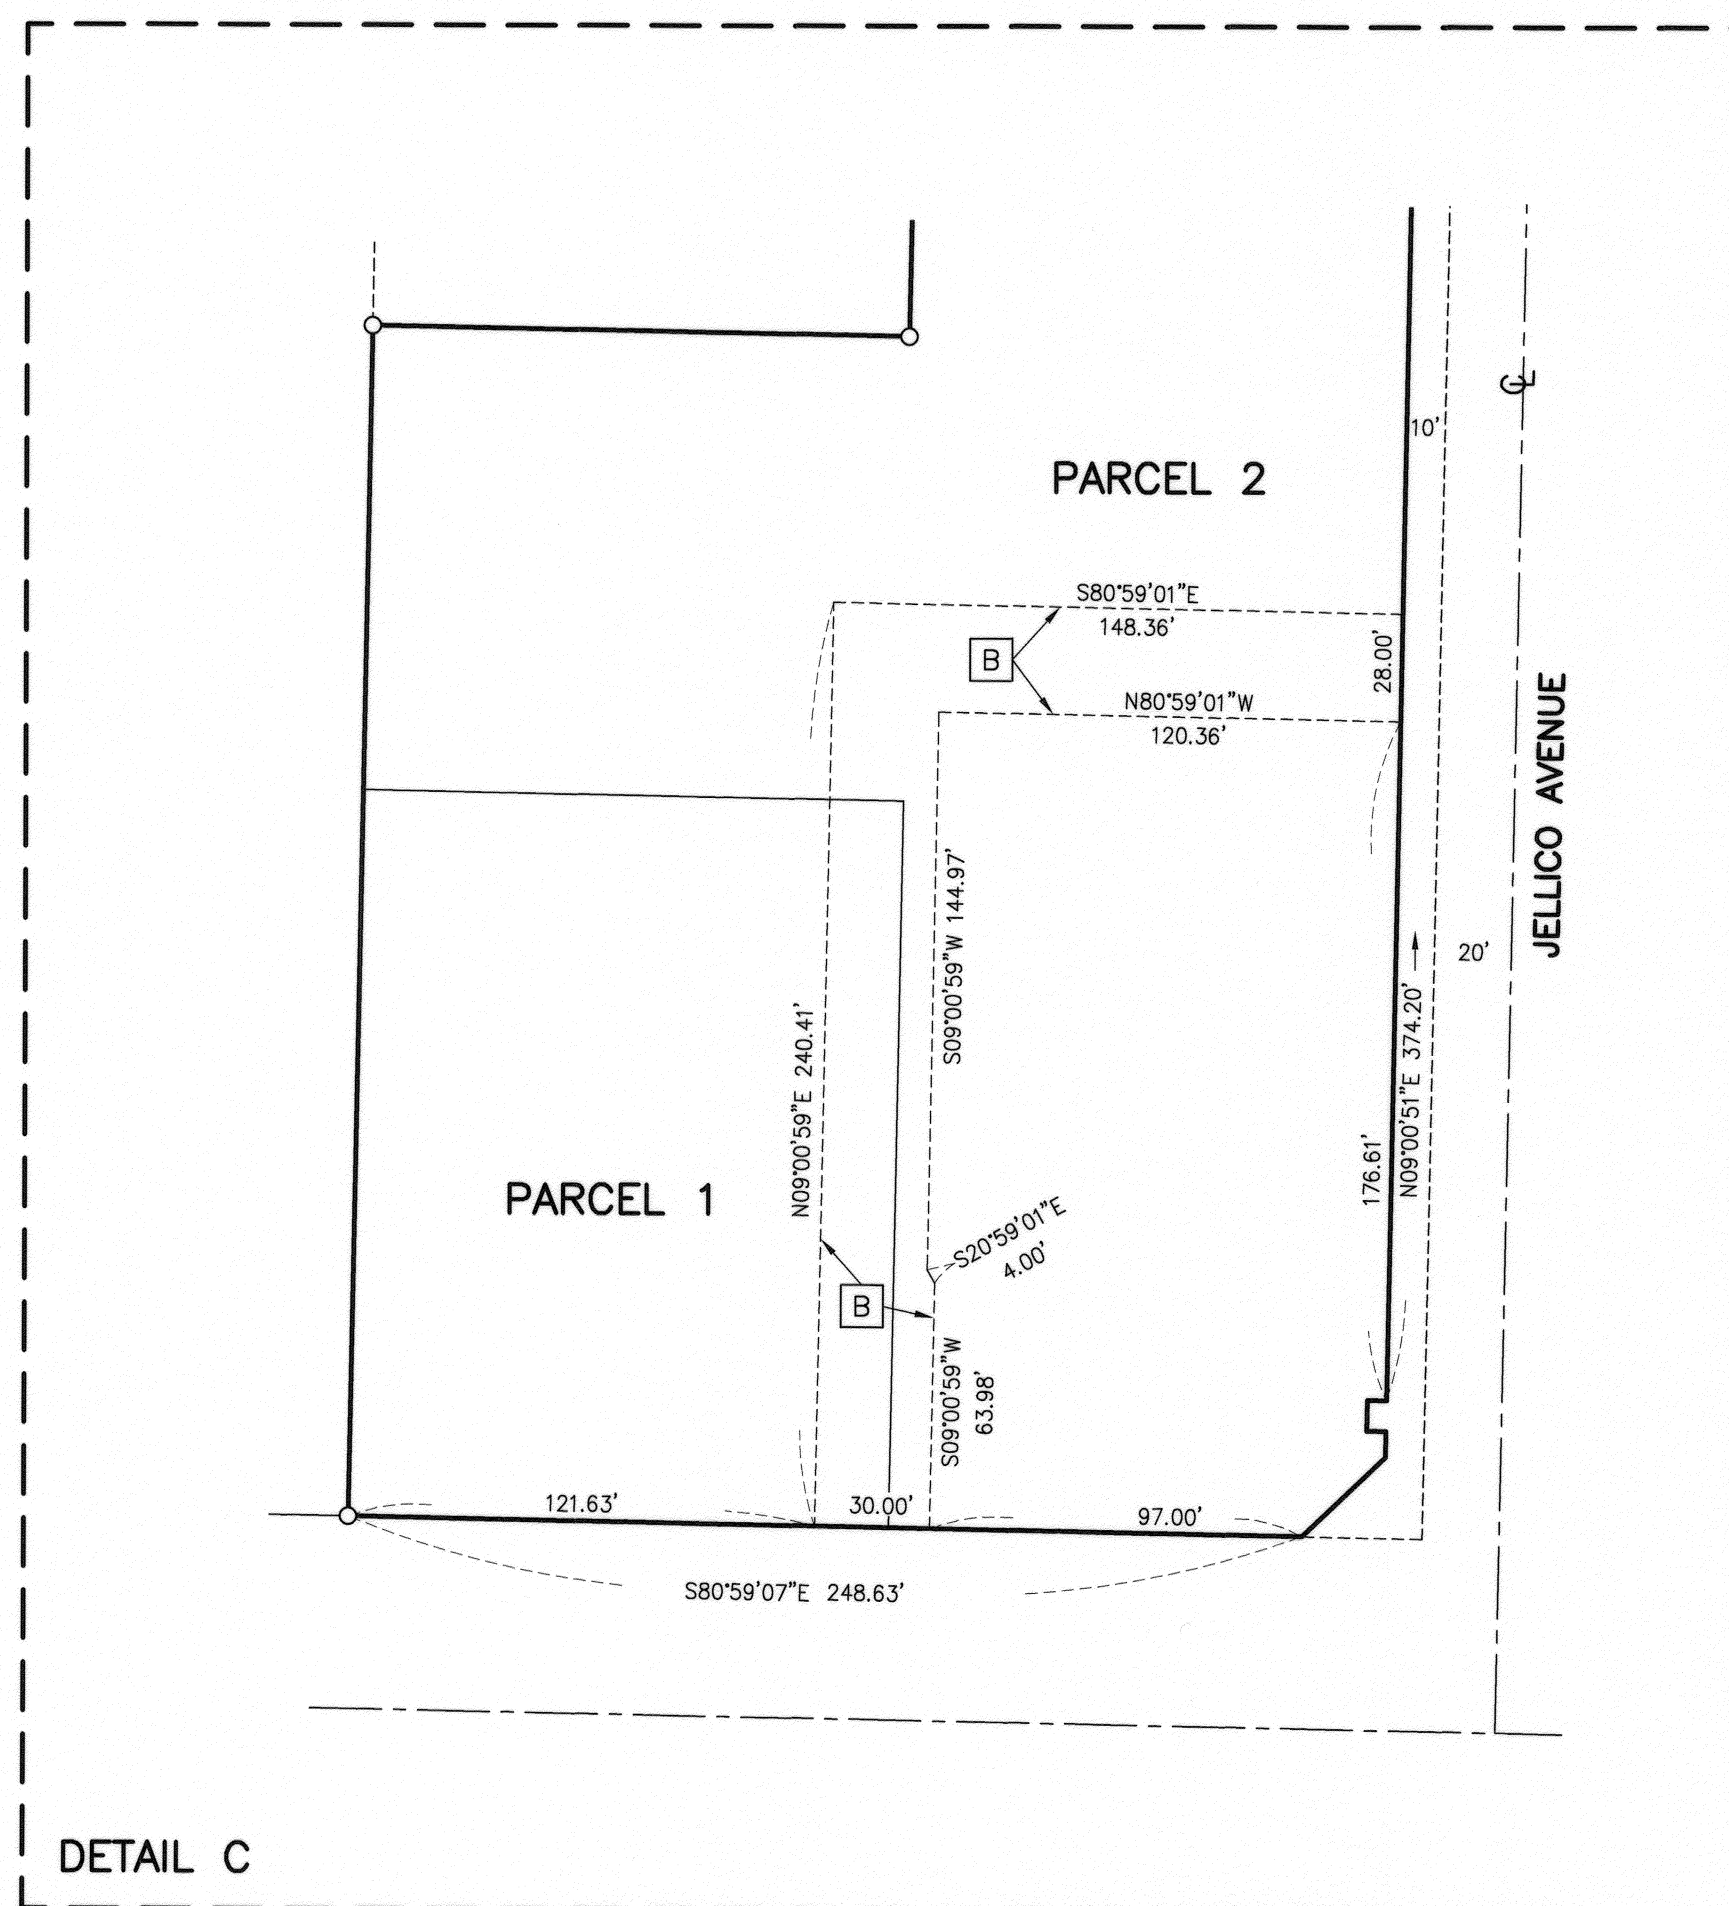 ℄
10'
PARCEL 2
S80°59'01"E
148.36'
B
28.00'
N80°59'01"W
120.36'
JELLICO AVENUE
S09°00'59"W 144.97'
20'
N09°00'59"E 240.41'
N09°00'51"E 374.20'
176.61'
PARCEL 1
S20°59'01"E
4.00'
B
S09°00'59"W
63.98'
121.63'
30.00'
97.00'
S80°59'07"E 248.63'
DETAIL C